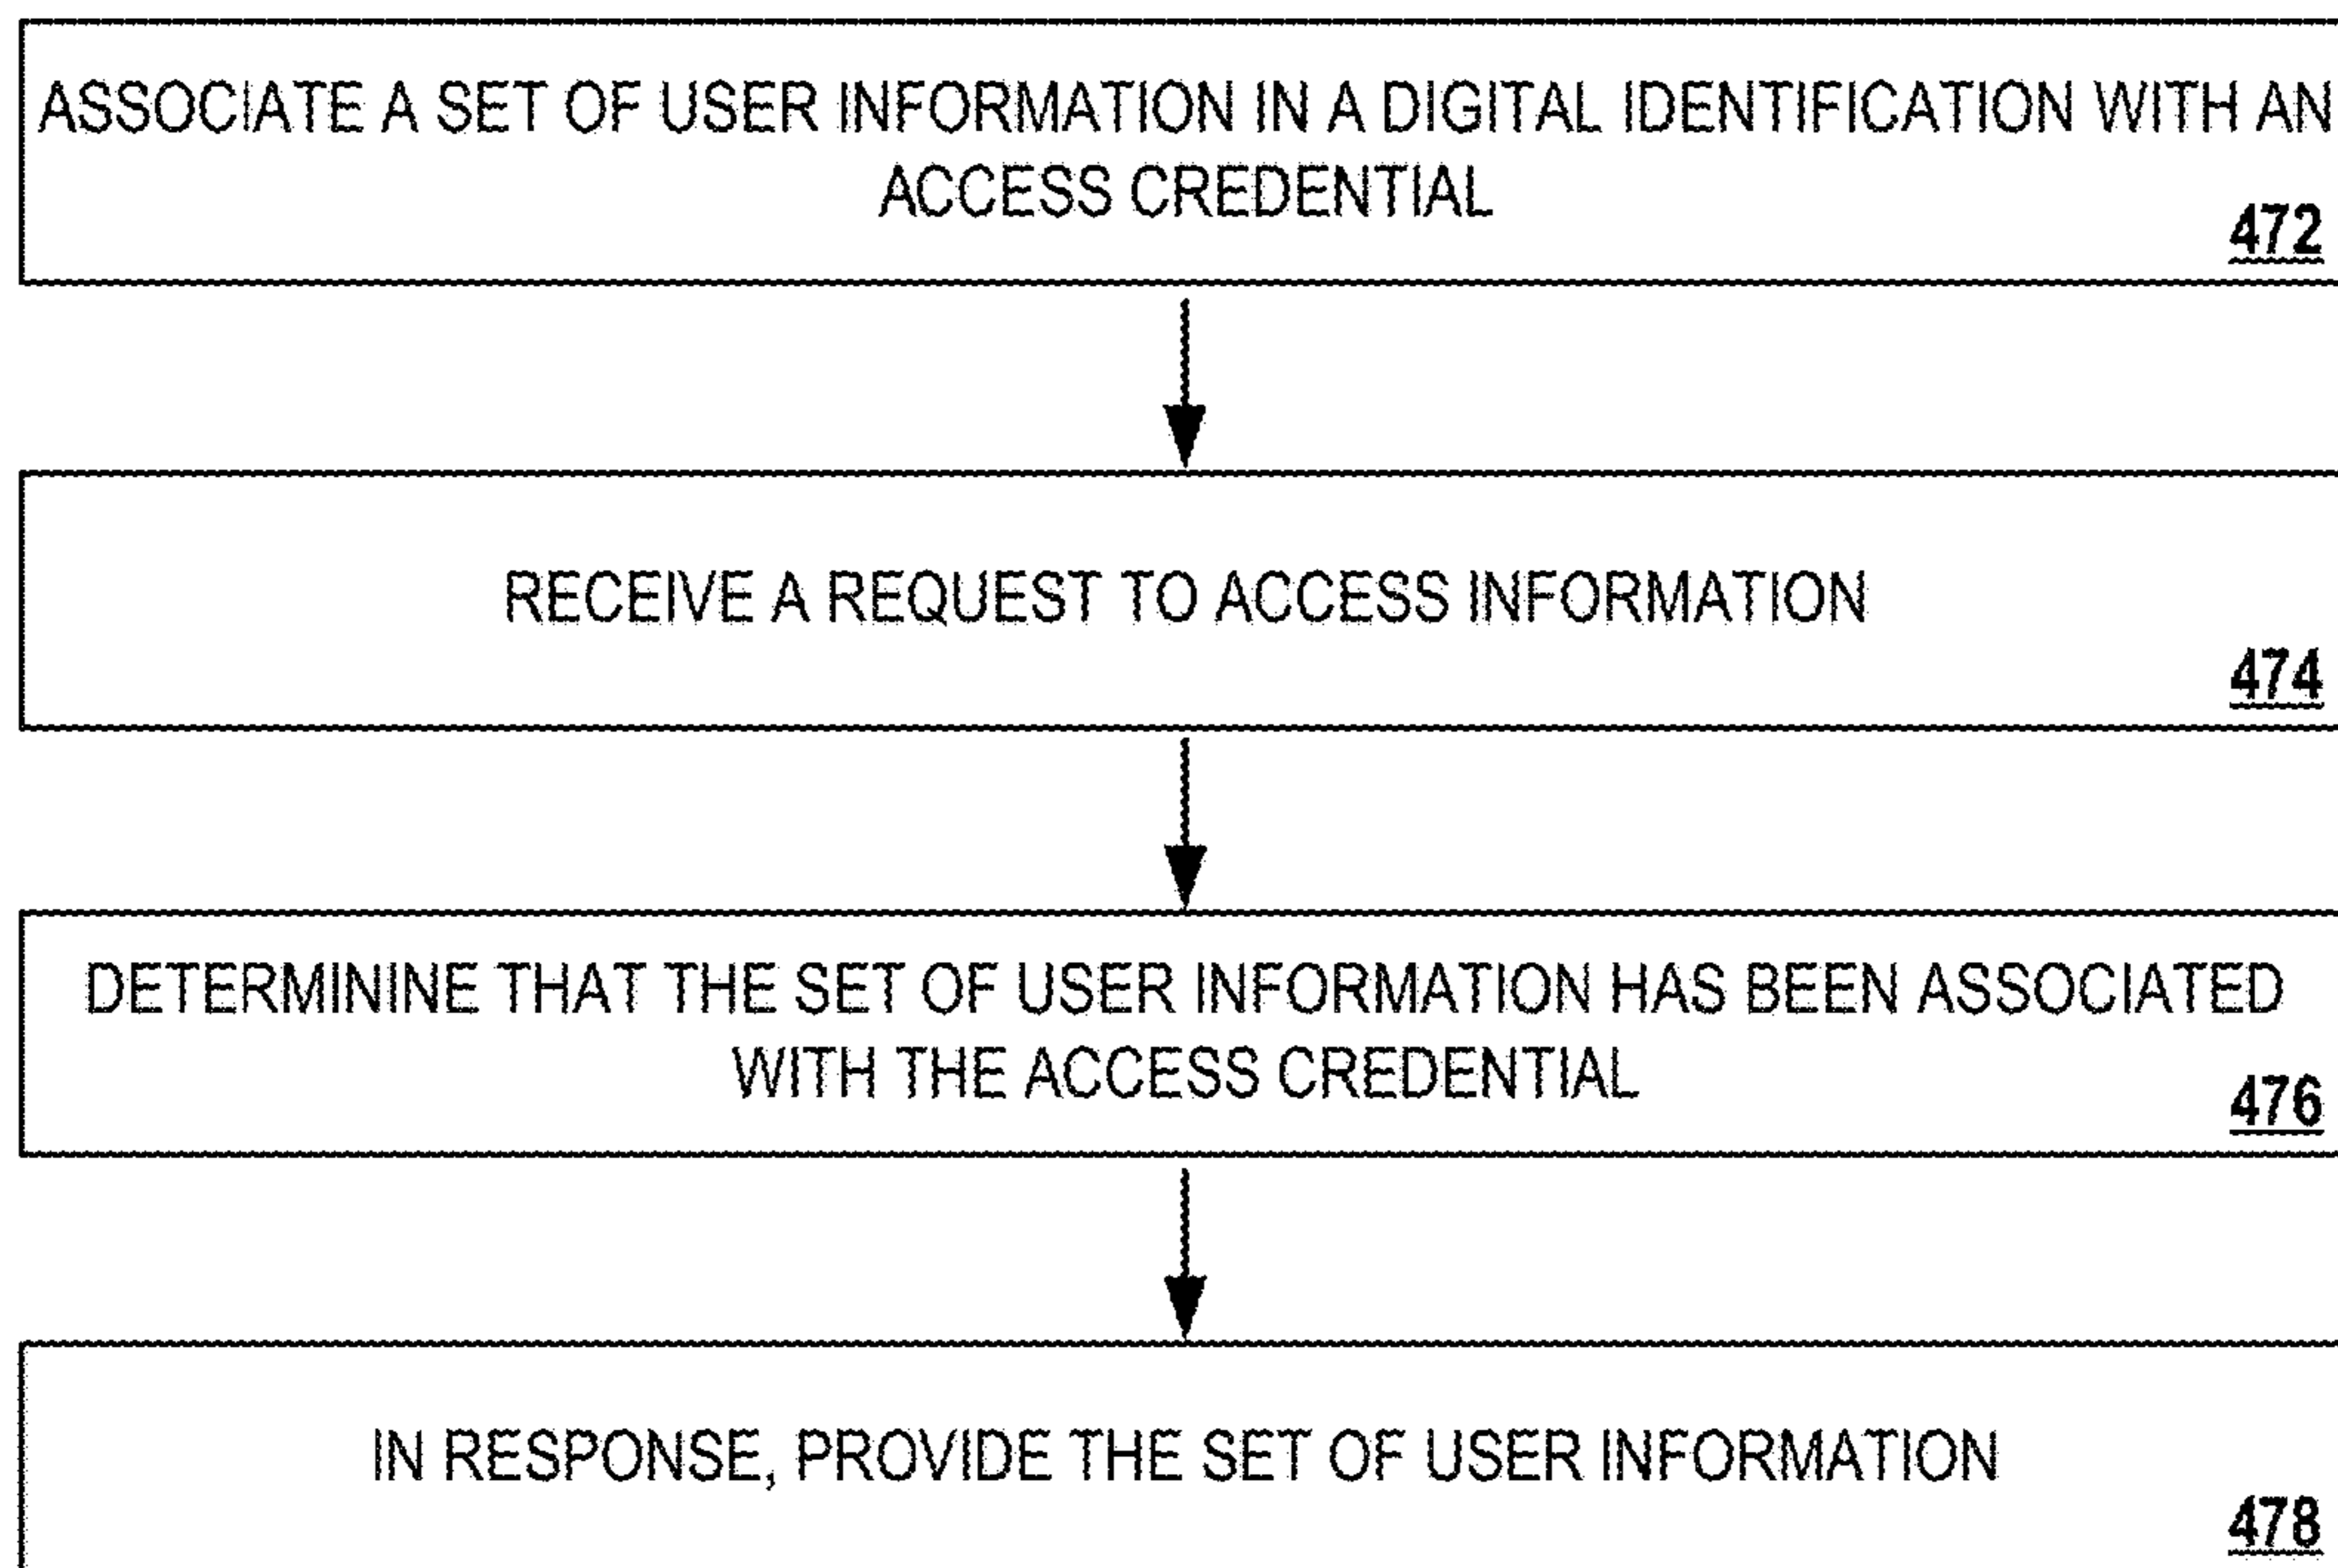 ASSOCIATE A SET OF USER INFORMATION IN A DIGITAL IDENTIFICATION WITH AN
ACCESS CREDENTIAL
472
RECEIVE A REQUEST TO ACCESS INFORMATION
474
DETERMININE THAT THE SET OF USER INFORMATION HAS BEEN ASSOCIATED
WITH THE ACCESS CREDENTIAL
476
IN RESPONSE, PROVIDE THE SET OF USER INFORMATION
478